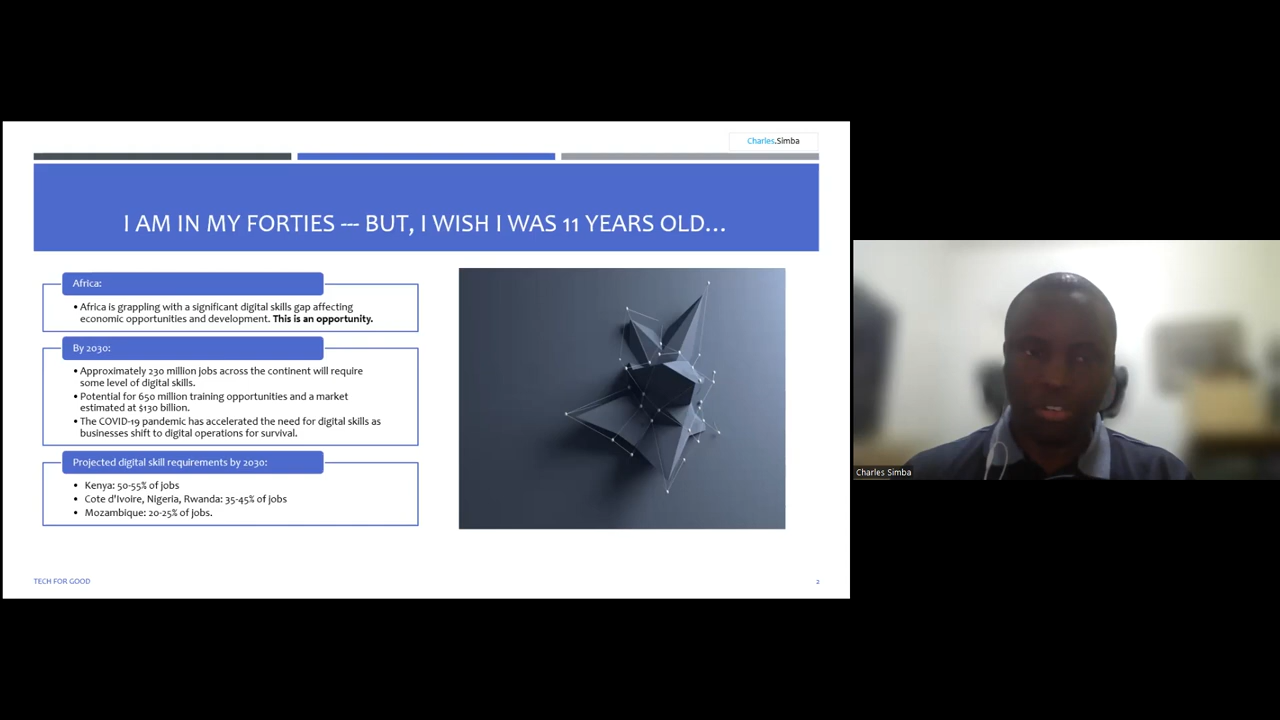 Charles.Simba
I AM IN MY FORTIES --- BUT, I WISH I WAS 11 YEARS OLD...
Africa:
• Africa is grappling with a significant digital skills gap affecting
economic opportunities and development. This is an opportunity.
By 2030:
• Approximately 230 million jobs across the continent will require
some level of digital skills.
• Potential for 650 million training opportunities and a market
estimated at $130 billion.
• The COVID-19 pandemic has accelerated the need for digital skills as
businesses shift to digital operations for survival.
Projected digital skill requirements by 2030:
• Kenya: 50-55% of jobs
• Cote d'Ivoire, Nigeria, Rwanda: 35-45% of jobs
• Mozambique: 20-25% of jobs.
TECH FOR GOOD
2
Charles Simba